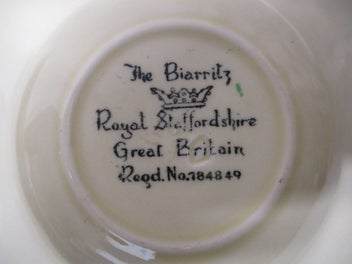 The Biarritz
Royal Staffordshire
Great Britain
Regd.No.784849